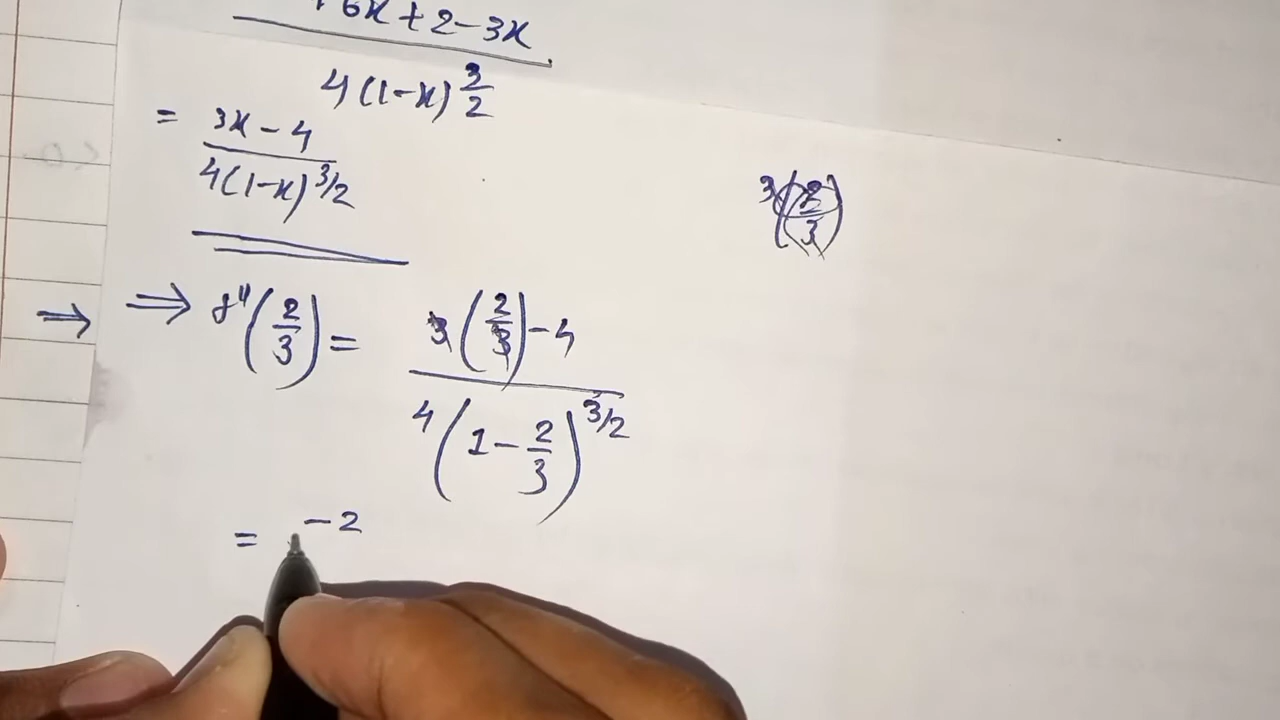 6x+2-3x
4(1-x)^3/2
= 3x-4 / 4(1-x)^3/2
3(2/3)
⇒ ⇒ f"(2/3) = 3(2/3)-4 / 4(1-2/3)^3/2
= -2